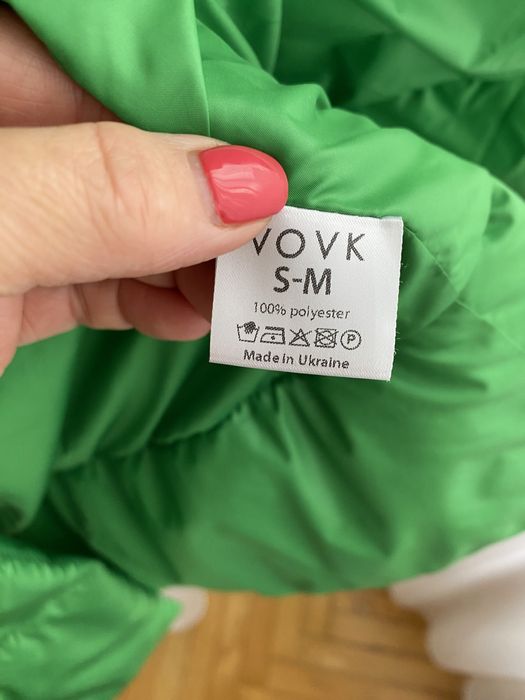 VOVK
S-M
100% polyester
P
Made in Ukraine